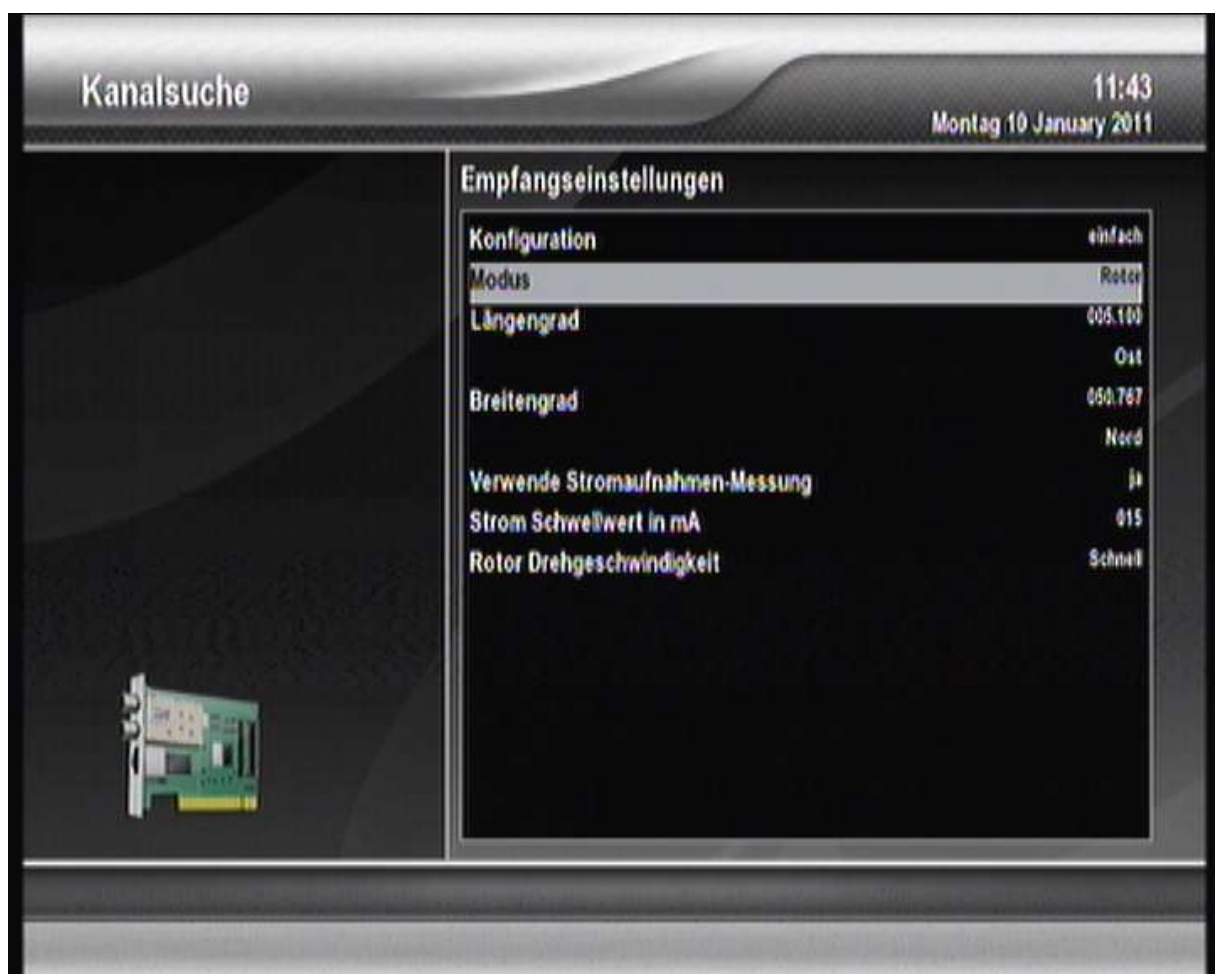 Kanalsuche
11:43
Montag 10 January 2011
Empfangseinstellungen
Konfiguration einfach
Modus Rotor
Längengrad 005.100
Ost
Breitengrad 050.767
Nord
Verwende Stromaufnahmen-Messung ja
Strom Schwellwert in mA 015
Rotor Drehgeschwindigkeit Schnell